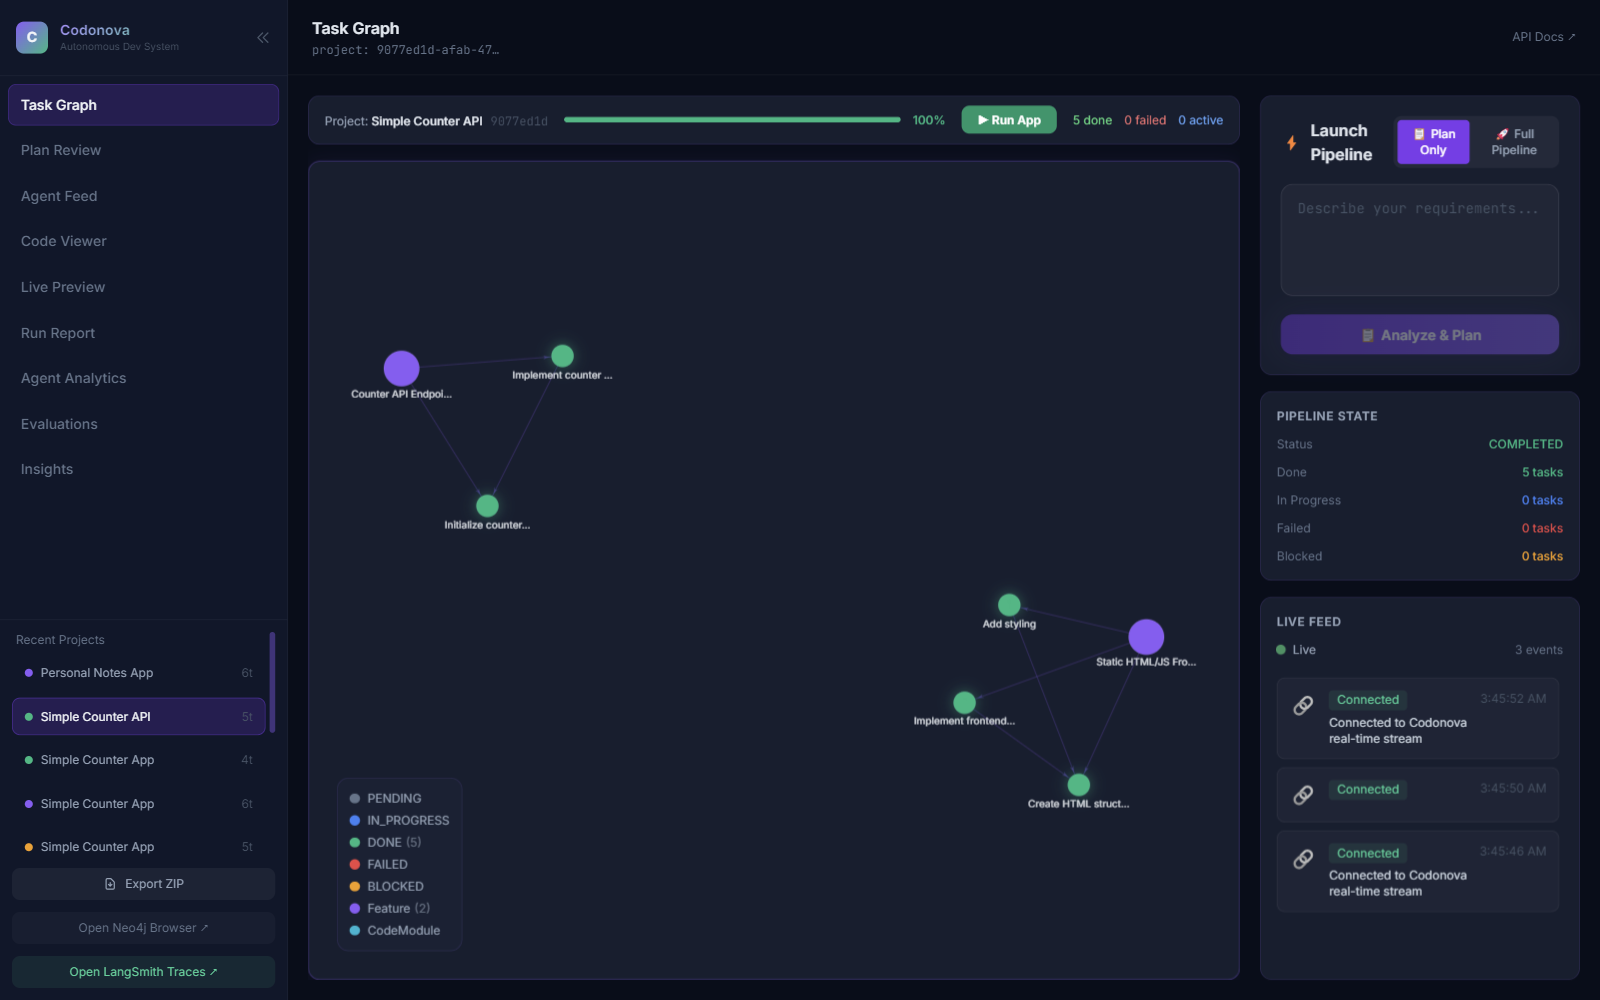 C
Codonova
Autonomous Dev System
Task Graph
Plan Review
Agent Feed
Code Viewer
Live Preview
Run Report
Agent Analytics
Evaluations
Insights
Recent Projects
Personal Notes App 6t
Simple Counter API 5t
Simple Counter App 4t
Simple Counter App 6t
Simple Counter App 5t
Export ZIP
Open Neo4j Browser ↗
Open LangSmith Traces ↗
Task Graph
project: 9077ed1d-afab-47…
API Docs ↗
Project: Simple Counter API 9077ed1d 100% ▶ Run App 5 done 0 failed 0 active
Implement counter ...
Counter API Endpoi...
Initialize counter...
Add styling
Static HTML/JS Fro...
Implement frontend...
Create HTML struct...
PENDING
IN_PROGRESS
DONE (5)
FAILED
BLOCKED
Feature (2)
CodeModule
Launch
Pipeline
Plan
Only
Full
Pipeline
Describe your requirements...
Analyze & Plan
PIPELINE STATE
Status COMPLETED
Done 5 tasks
In Progress 0 tasks
Failed 0 tasks
Blocked 0 tasks
LIVE FEED
Live 3 events
Connected 3:45:52 AM
Connected to Codonova
real-time stream
Connected 3:45:50 AM
Connected 3:45:46 AM
Connected to Codonova
real-time stream